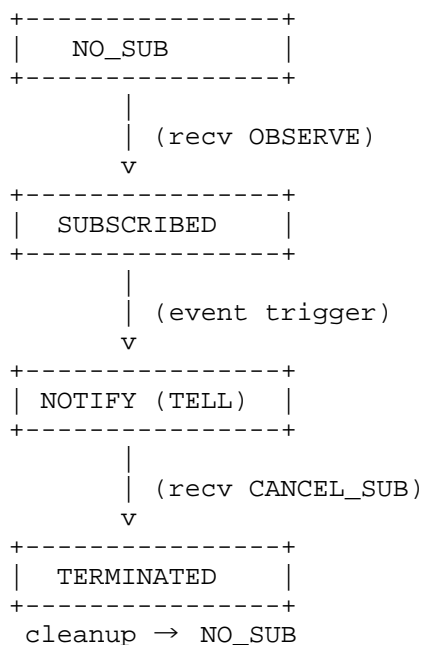 +----------------+
|   NO_SUB       |
+----------------+
       |
       | (recv OBSERVE)
       v
+----------------+
|  SUBSCRIBED    |
+----------------+
       |
       | (event trigger)
       v
+----------------+
| NOTIFY (TELL)  |
+----------------+
       |
       | (recv CANCEL_SUB)
       v
+----------------+
|  TERMINATED    |
+----------------+
 cleanup → NO_SUB